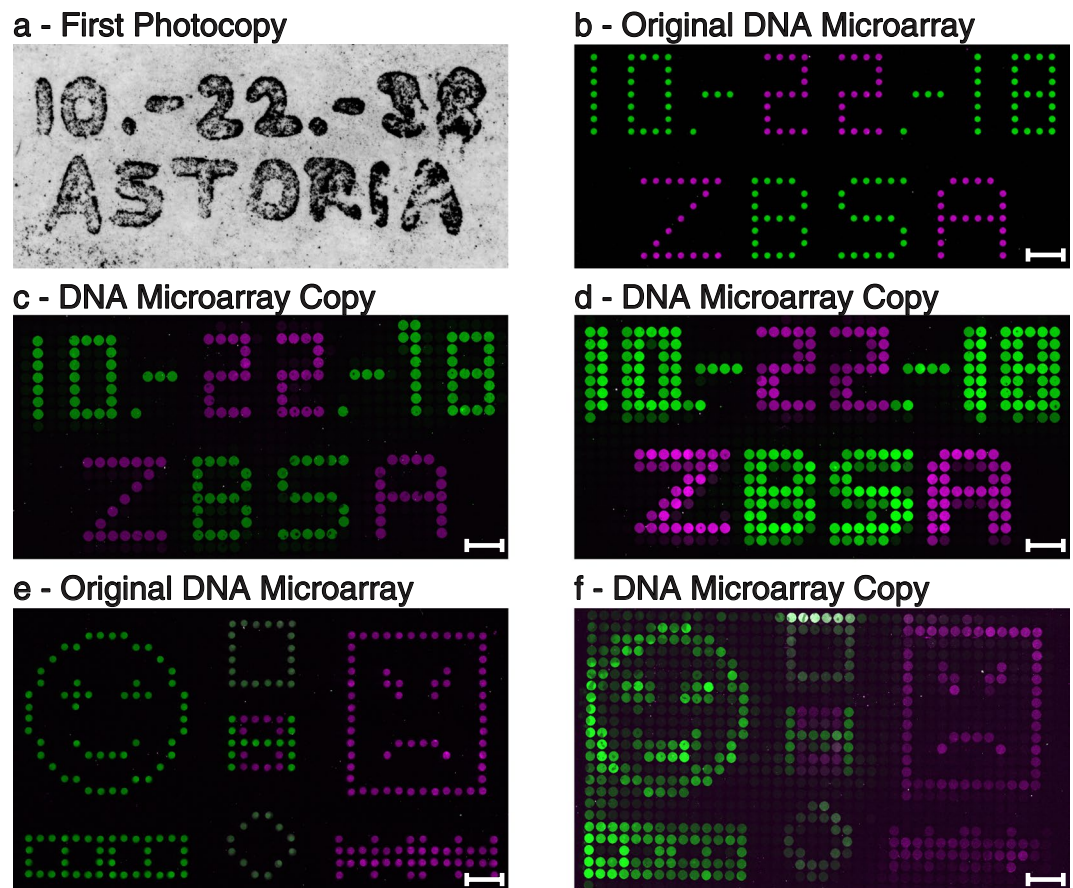 a - First Photocopy
10.-22.-38
ASTORIA
b - Original DNA Microarray
10.-22.-18
ZBSA
c - DNA Microarray Copy
10.-22.-18
ZBSA
d - DNA Microarray Copy
10.-22.-18
ZBSA
e - Original DNA Microarray
f - DNA Microarray Copy